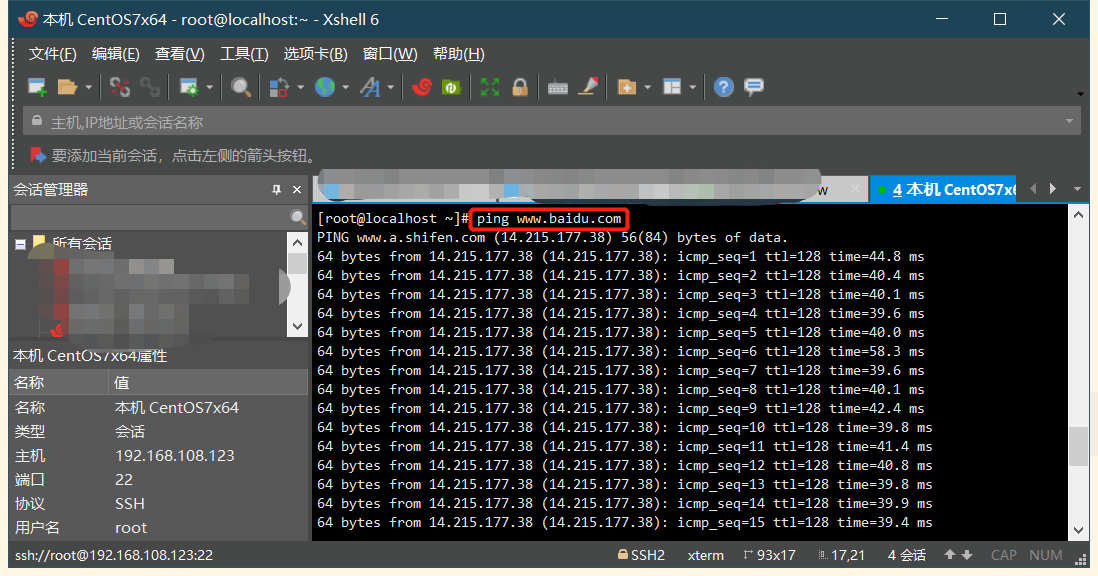 本机 CentOS7x64 - root@localhost:~ - Xshell 6
文件(F) 编辑(E) 查看(V) 工具(T) 选项卡(B) 窗口(W) 帮助(H)
主机,IP地址或会话名称
要添加当前会话，点击左侧的箭头按钮。
会话管理器
w
4 本机 CentOS7x6
所有会话
本机 CentOS7x64属性
名称 值
名称 本机 CentOS7x64
类型 会话
主机 192.168.108.123
端口 22
协议 SSH
用户名 root
[root@localhost ~]# ping www.baidu.com
PING www.a.shifen.com (14.215.177.38) 56(84) bytes of data.
64 bytes from 14.215.177.38 (14.215.177.38): icmp_seq=1 ttl=128 time=44.8 ms
64 bytes from 14.215.177.38 (14.215.177.38): icmp_seq=2 ttl=128 time=40.4 ms
64 bytes from 14.215.177.38 (14.215.177.38): icmp_seq=3 ttl=128 time=40.1 ms
64 bytes from 14.215.177.38 (14.215.177.38): icmp_seq=4 ttl=128 time=39.6 ms
64 bytes from 14.215.177.38 (14.215.177.38): icmp_seq=5 ttl=128 time=40.0 ms
64 bytes from 14.215.177.38 (14.215.177.38): icmp_seq=6 ttl=128 time=58.3 ms
64 bytes from 14.215.177.38 (14.215.177.38): icmp_seq=7 ttl=128 time=39.6 ms
64 bytes from 14.215.177.38 (14.215.177.38): icmp_seq=8 ttl=128 time=40.1 ms
64 bytes from 14.215.177.38 (14.215.177.38): icmp_seq=9 ttl=128 time=42.4 ms
64 bytes from 14.215.177.38 (14.215.177.38): icmp_seq=10 ttl=128 time=39.8 ms
64 bytes from 14.215.177.38 (14.215.177.38): icmp_seq=11 ttl=128 time=41.4 ms
64 bytes from 14.215.177.38 (14.215.177.38): icmp_seq=12 ttl=128 time=40.8 ms
64 bytes from 14.215.177.38 (14.215.177.38): icmp_seq=13 ttl=128 time=39.8 ms
64 bytes from 14.215.177.38 (14.215.177.38): icmp_seq=14 ttl=128 time=39.9 ms
64 bytes from 14.215.177.38 (14.215.177.38): icmp_seq=15 ttl=128 time=39.4 ms
ssh://root@192.168.108.123:22 SSH2 xterm 93x17 17,21 4 会话 CAP NUM